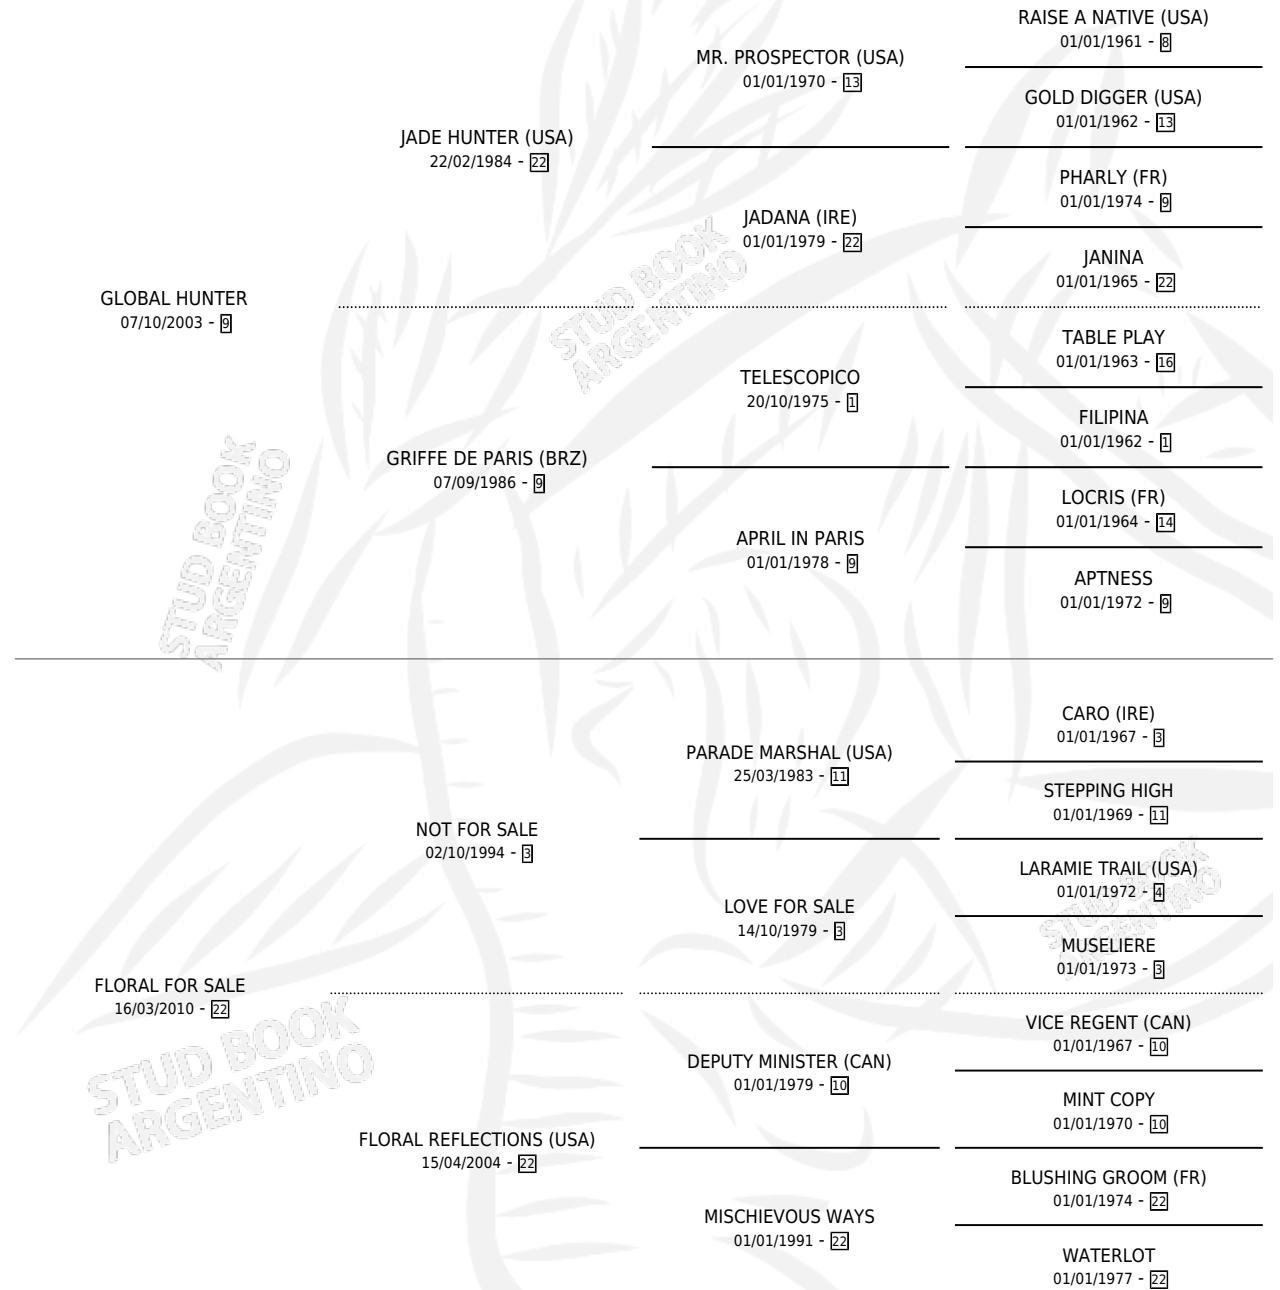 RAISE A NATIVE (USA)
01/01/1961 - 8
MR. PROSPECTOR (USA)
01/01/1970 - 13
GOLD DIGGER (USA)
01/01/1962 - 13
JADE HUNTER (USA)
22/02/1984 - 22
PHARLY (FR)
01/01/1974 - 9
JADANA (IRE)
01/01/1979 - 22
JANINA
01/01/1965 - 22
GLOBAL HUNTER
07/10/2003 - 9
TABLE PLAY
01/01/1963 - 16
TELESCOPICO
20/10/1975 - 1
FILIPINA
01/01/1962 - 1
GRIFFE DE PARIS (BRZ)
07/09/1986 - 9
LOCRIS (FR)
01/01/1964 - 14
APRIL IN PARIS
01/01/1978 - 9
APTNESS
01/01/1972 - 9
STUD BOOK
ARGENTINO
STUD BOOK
ARGENTINO
CARO (IRE)
01/01/1967 - 3
PARADE MARSHAL (USA)
25/03/1983 - 11
STEPPING HIGH
01/01/1969 - 11
NOT FOR SALE
02/10/1994 - 3
LARAMIE TRAIL (USA)
01/01/1972 - 4
LOVE FOR SALE
14/10/1979 - 3
MUSELIERE
01/01/1973 - 3
FLORAL FOR SALE
16/03/2010 - 22
VICE REGENT (CAN)
01/01/1967 - 10
DEPUTY MINISTER (CAN)
01/01/1979 - 10
MINT COPY
01/01/1970 - 10
FLORAL REFLECTIONS (USA)
15/04/2004 - 22
BLUSHING GROOM (FR)
01/01/1974 - 22
MISCHIEVOUS WAYS
01/01/1991 - 22
WATERLOT
01/01/1977 - 22
STUD BOOK
ARGENTINO
STUD BOOK
ARGENTINO